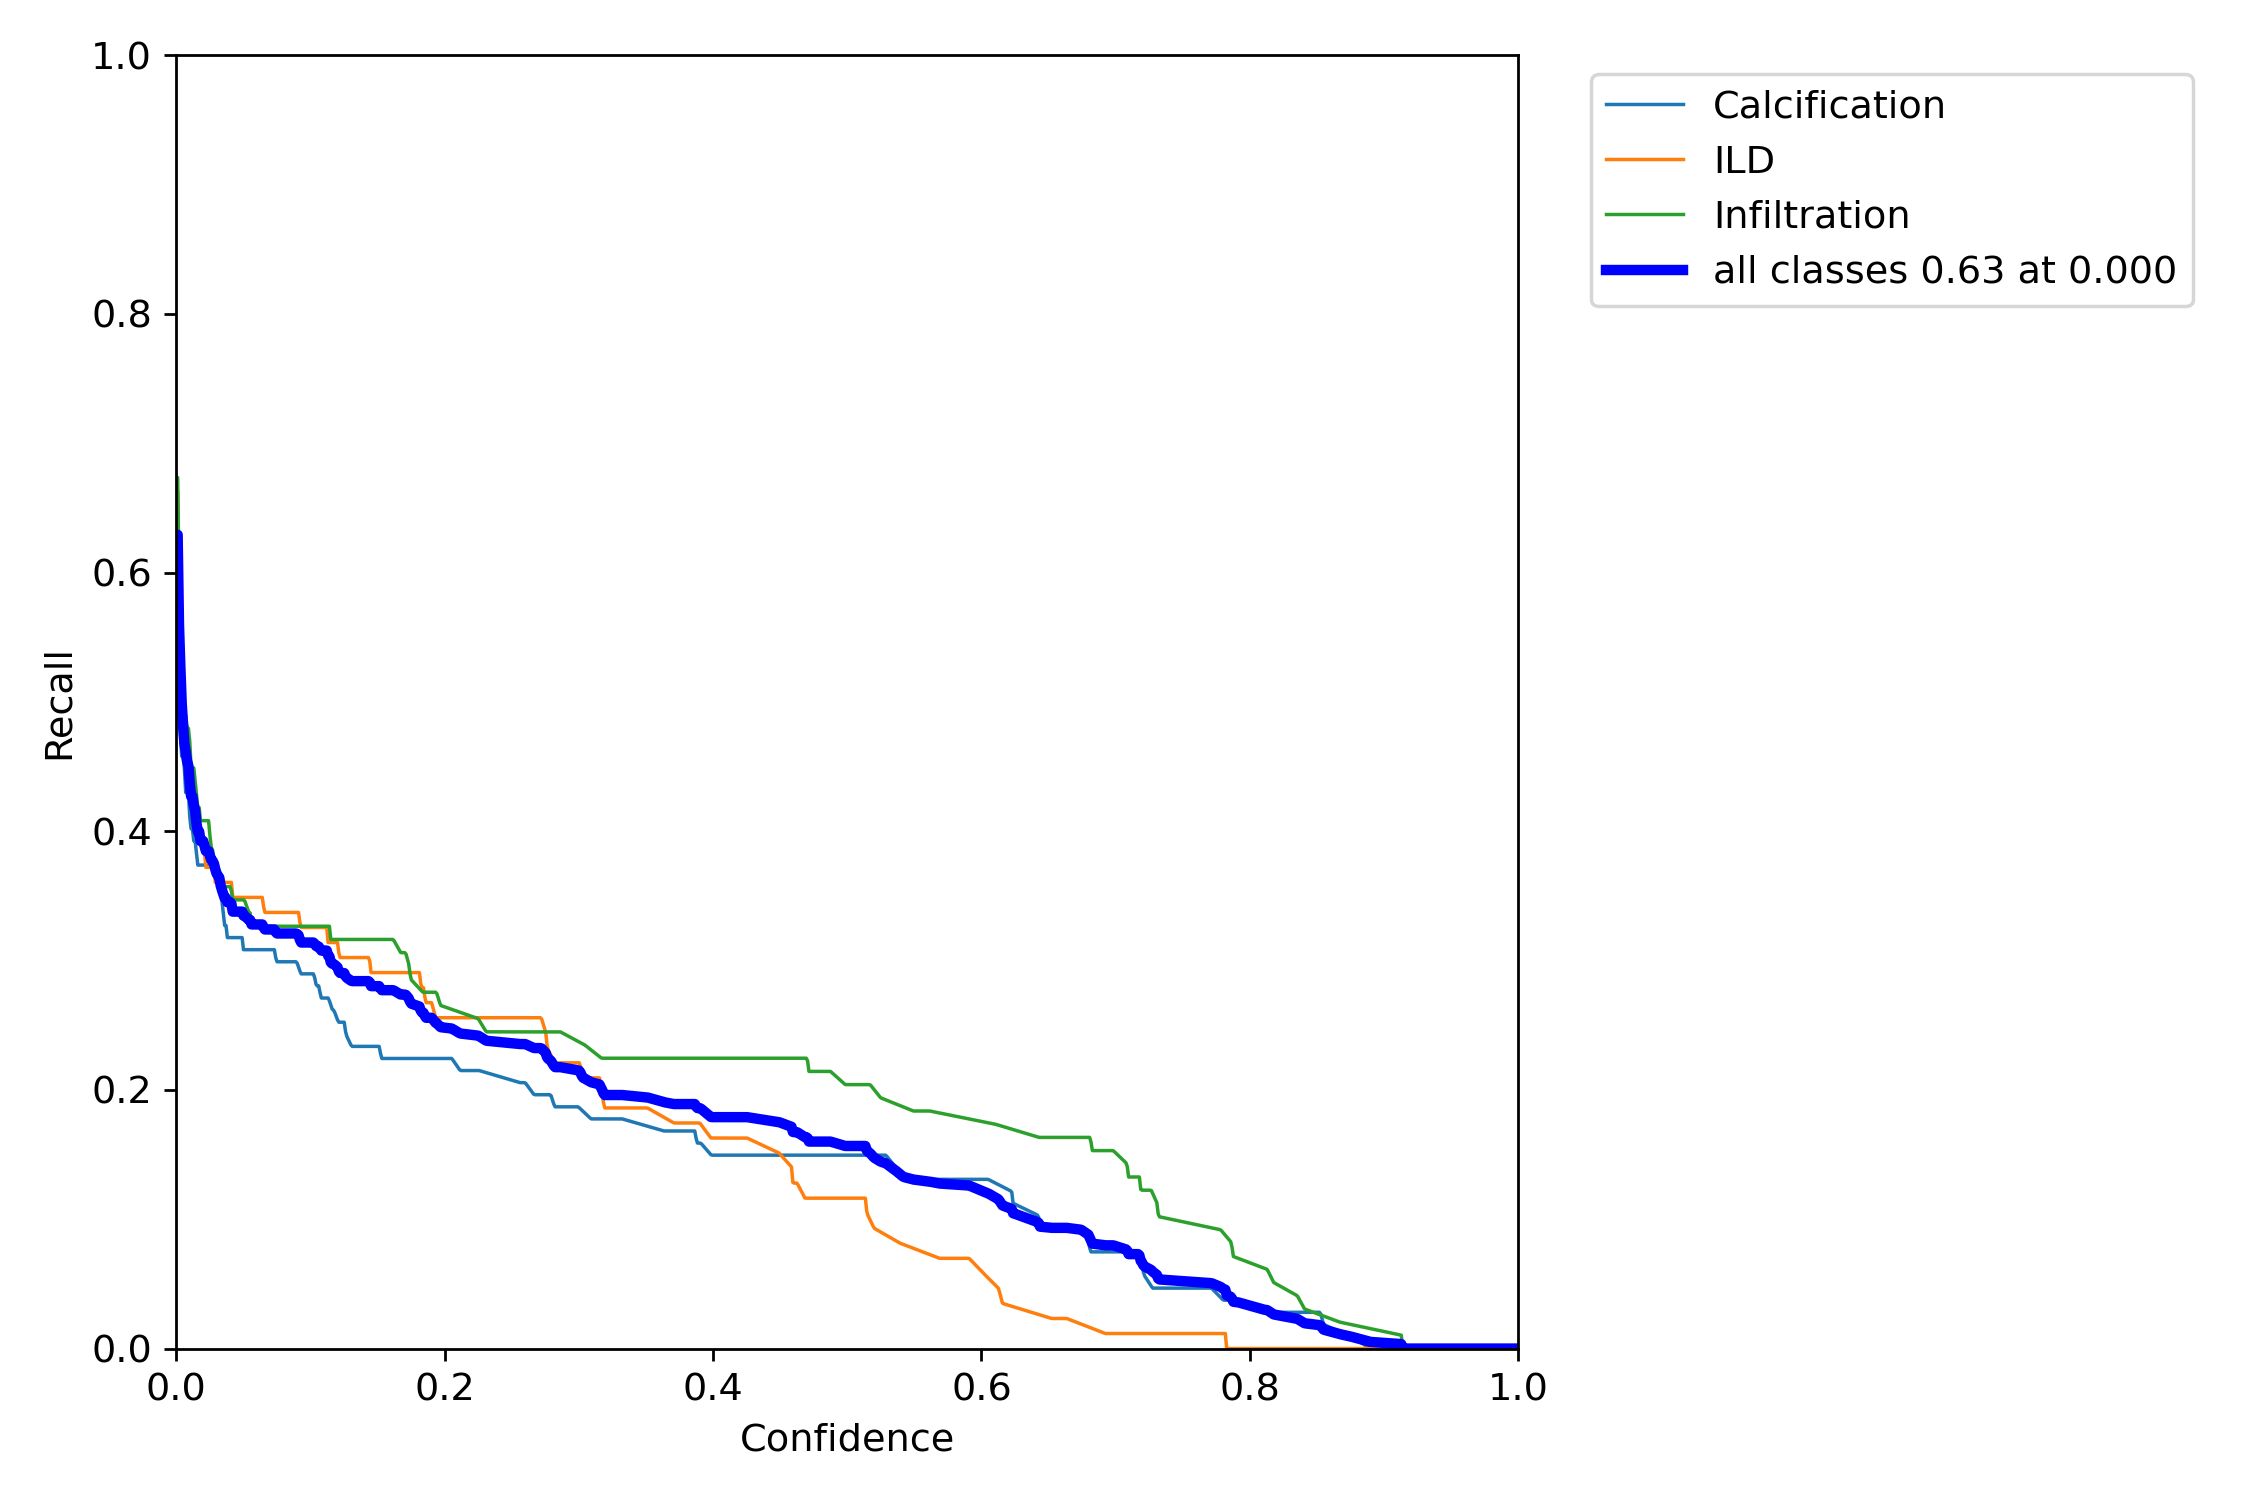 1.0
0.8
0.6
0.4
0.2
0.0
Recall
0.0 0.2 0.4 0.6 0.8 1.0
Confidence
Calcification
ILD
Infiltration
all classes 0.63 at 0.000